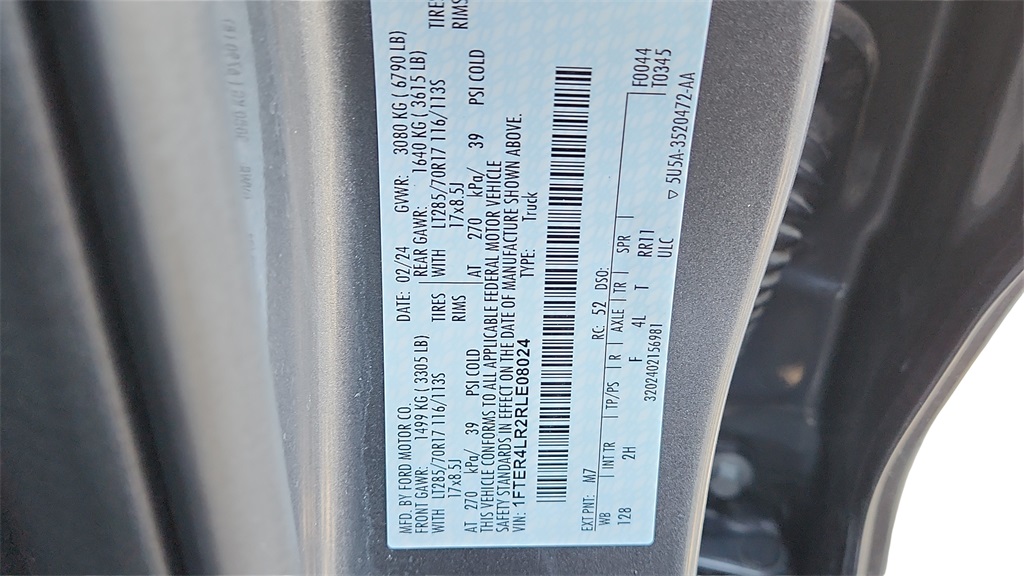 MFD. BY FORD MOTOR CO. DATE: 02/24 GVWR: 3080 KG ( 6790 LB)
FRONT GAWR: 1499 KG ( 3305 LB) REAR GAWR: 1640 KG ( 3615 LB)
WITH LT285/70R17 116/113S TIRES WITH LT285/70R17 116/113S TIRES
17x8.5J RIMS 17x8.5J RIMS
AT 270 kPa/ 39 PSI COLD AT 270 kPa/ 39 PSI COLD
THIS VEHICLE CONFORMS TO ALL APPLICABLE FEDERAL MOTOR VEHICLE
SAFETY STANDARDS IN EFFECT ON THE DATE OF MANUFACTURE SHOWN ABOVE.
VIN: 1FTER4LR2RLE08024 TYPE: Truck
EXT PNT: M7 RC: 52 DSO: F0044
WB INT TR TP/PS R AXLE TR SPR T0345
128 2H F 4L T RR11
3202402156981 ULC
▽ 5U5A-3520472-AA